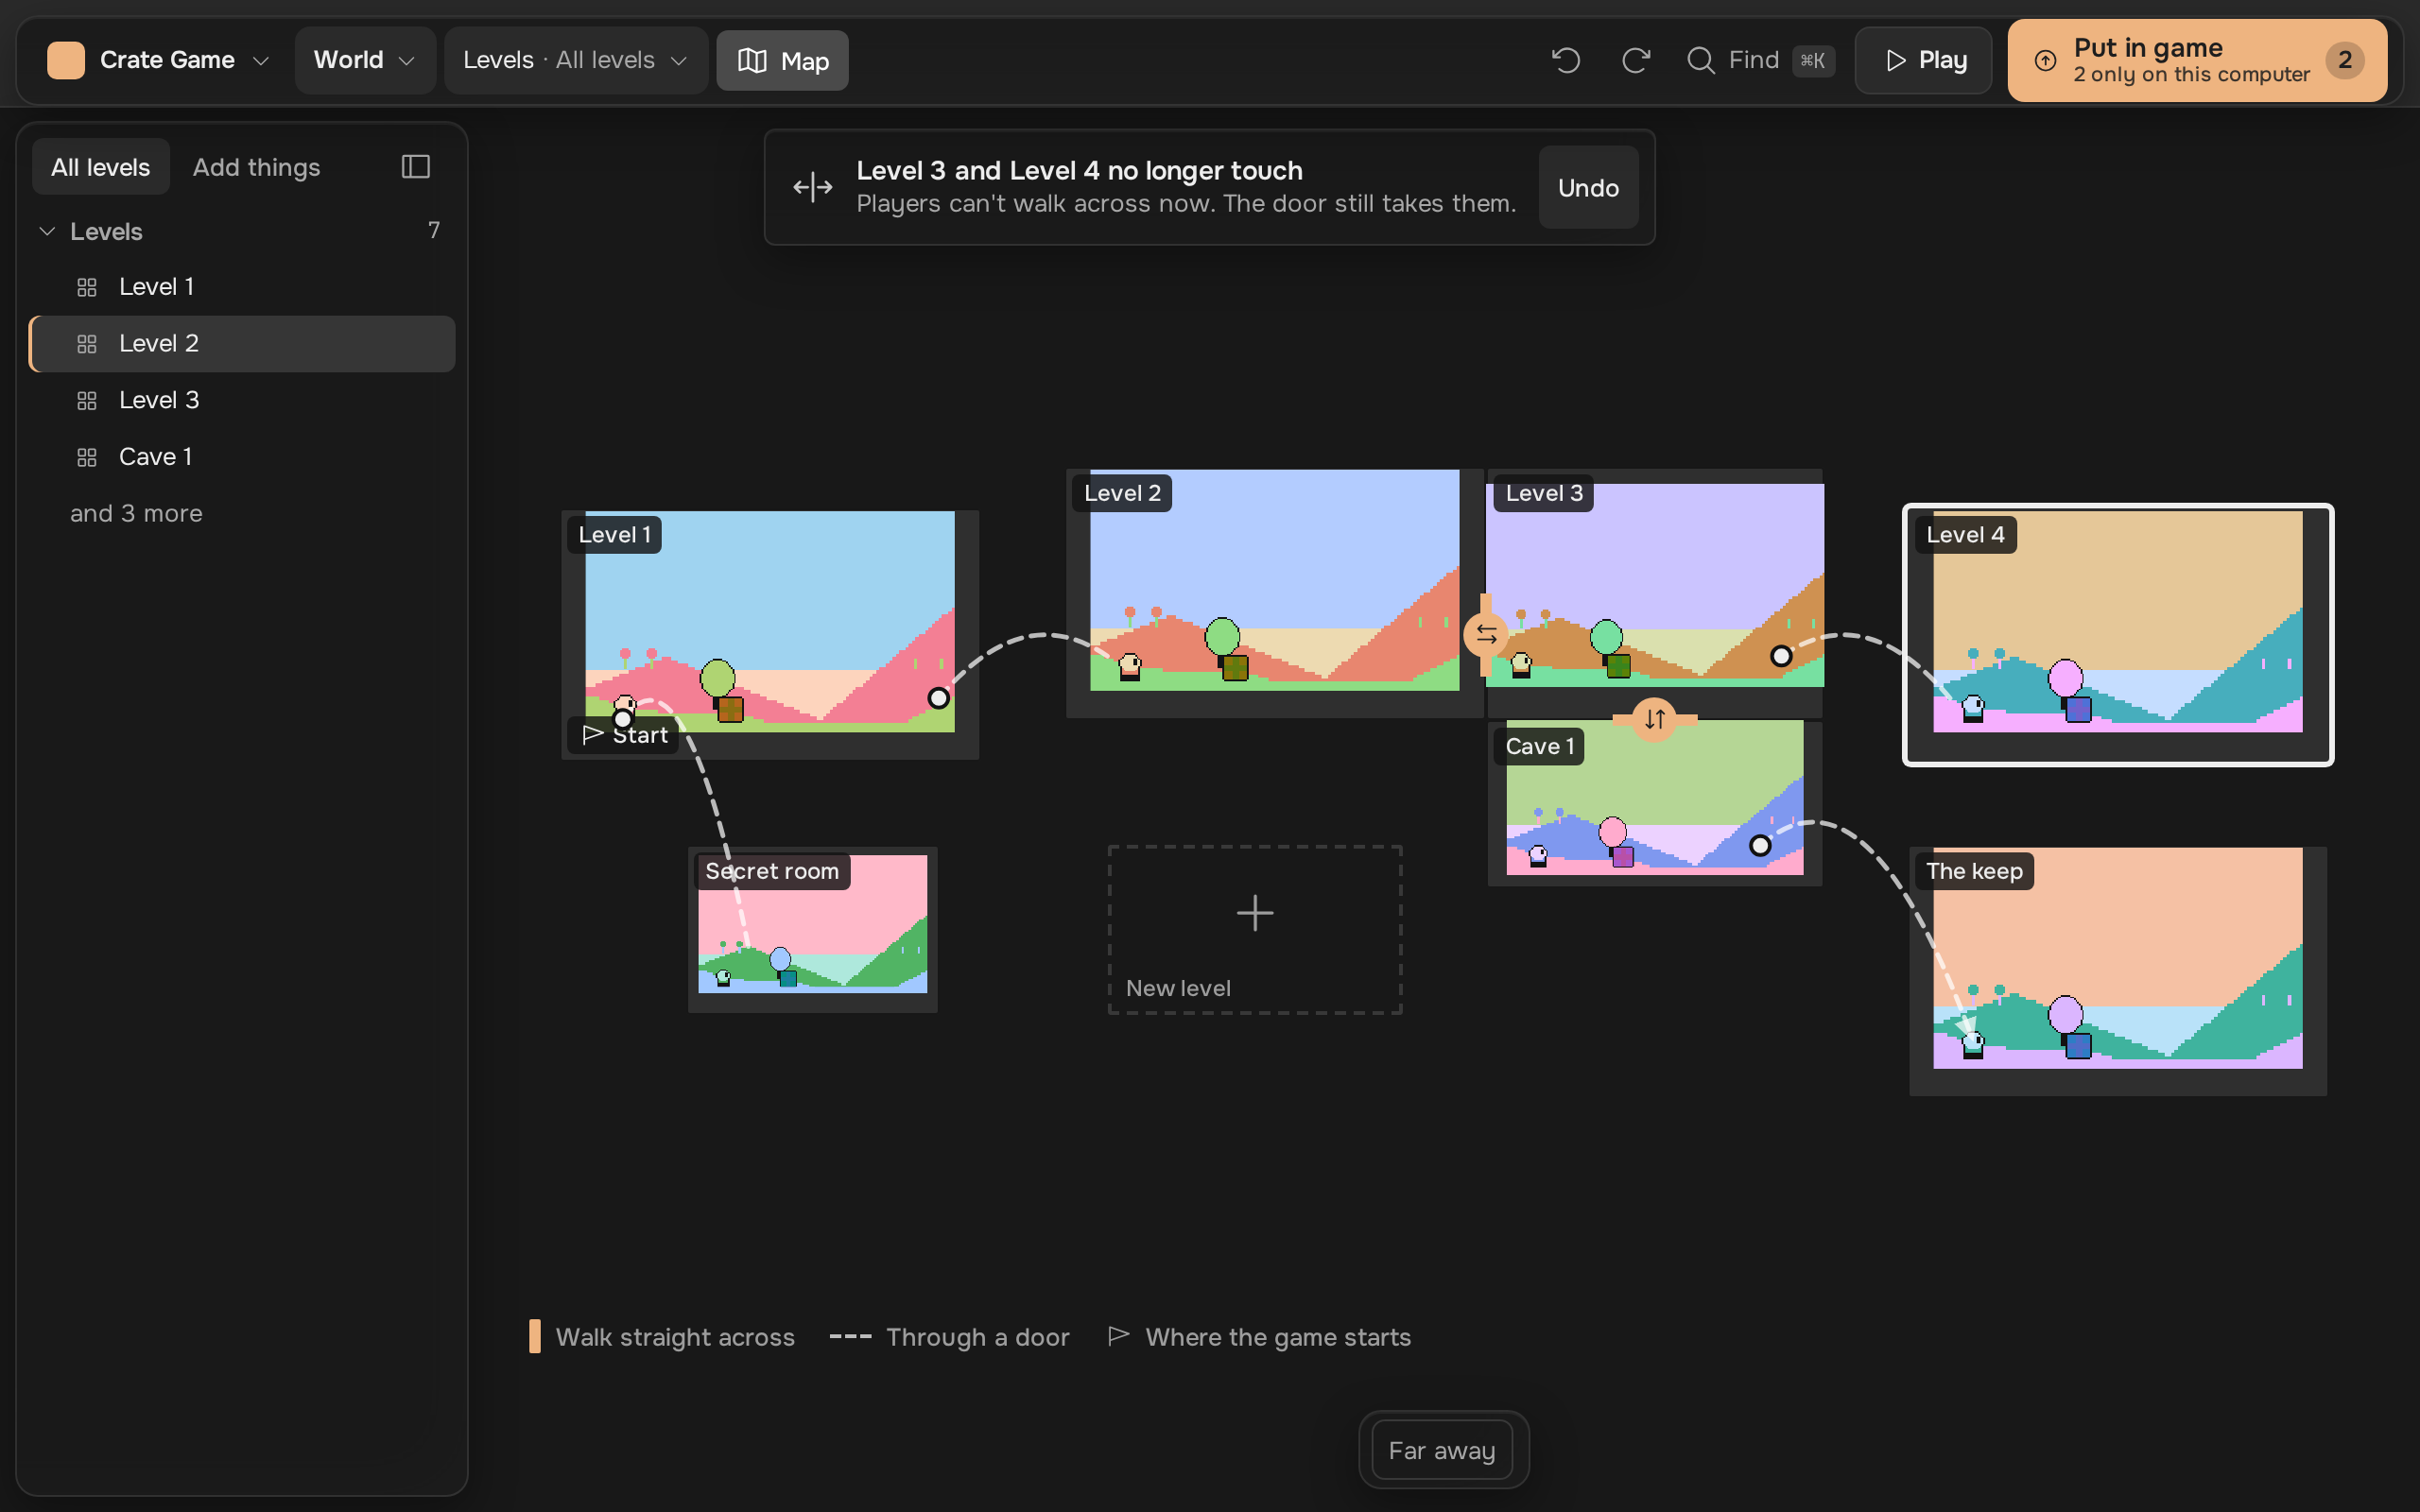 Crate Game
World
Levels · All levels
Map
Find ⌘K
Play
Put in game
2 only on this computer
2
All levels
Add things
Levels 7
Level 1
Level 2
Level 3
Cave 1
and 3 more
Level 3 and Level 4 no longer touch
Players can't walk across now. The door still takes them.
Undo
Level 1
Start
Level 2
Level 3
Level 4
Cave 1
Secret room
New level
The keep
Walk straight across
Through a door
Where the game starts
Far away